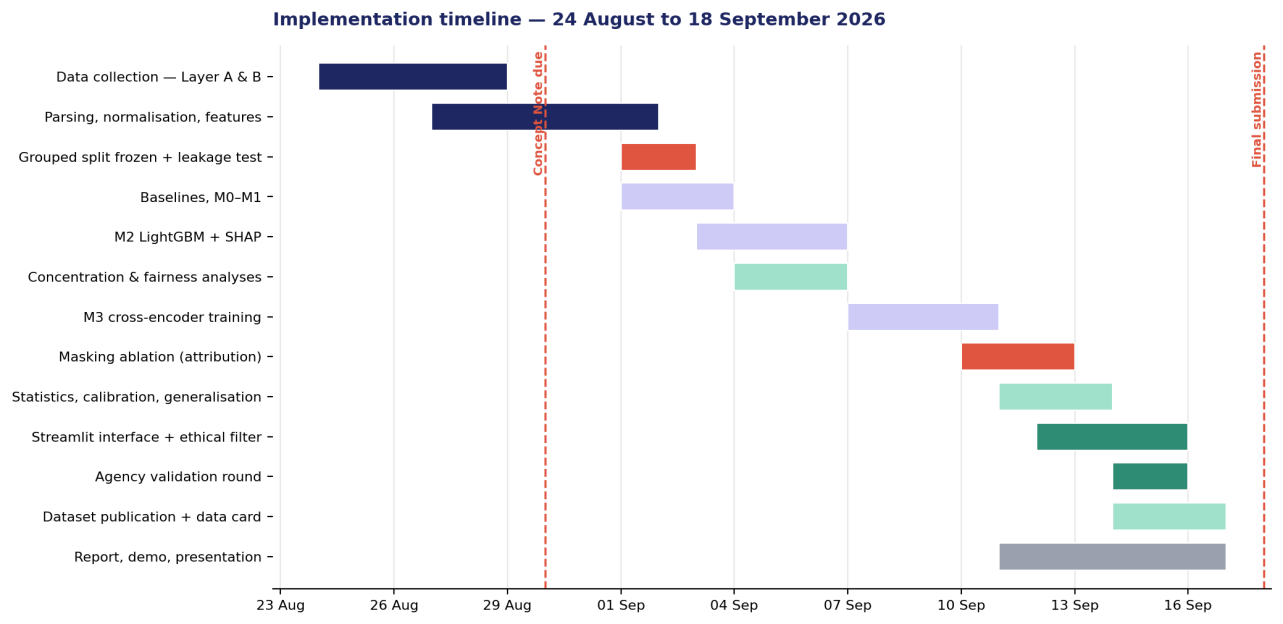 Implementation timeline — 24 August to 18 September 2026
Concept Note due
Final submission
Data collection — Layer A & B
Parsing, normalisation, features
Grouped split frozen + leakage test
Baselines, M0–M1
M2 LightGBM + SHAP
Concentration & fairness analyses
M3 cross-encoder training
Masking ablation (attribution)
Statistics, calibration, generalisation
Streamlit interface + ethical filter
Agency validation round
Dataset publication + data card
Report, demo, presentation
23 Aug 26 Aug 29 Aug 01 Sep 04 Sep 07 Sep 10 Sep 13 Sep 16 Sep